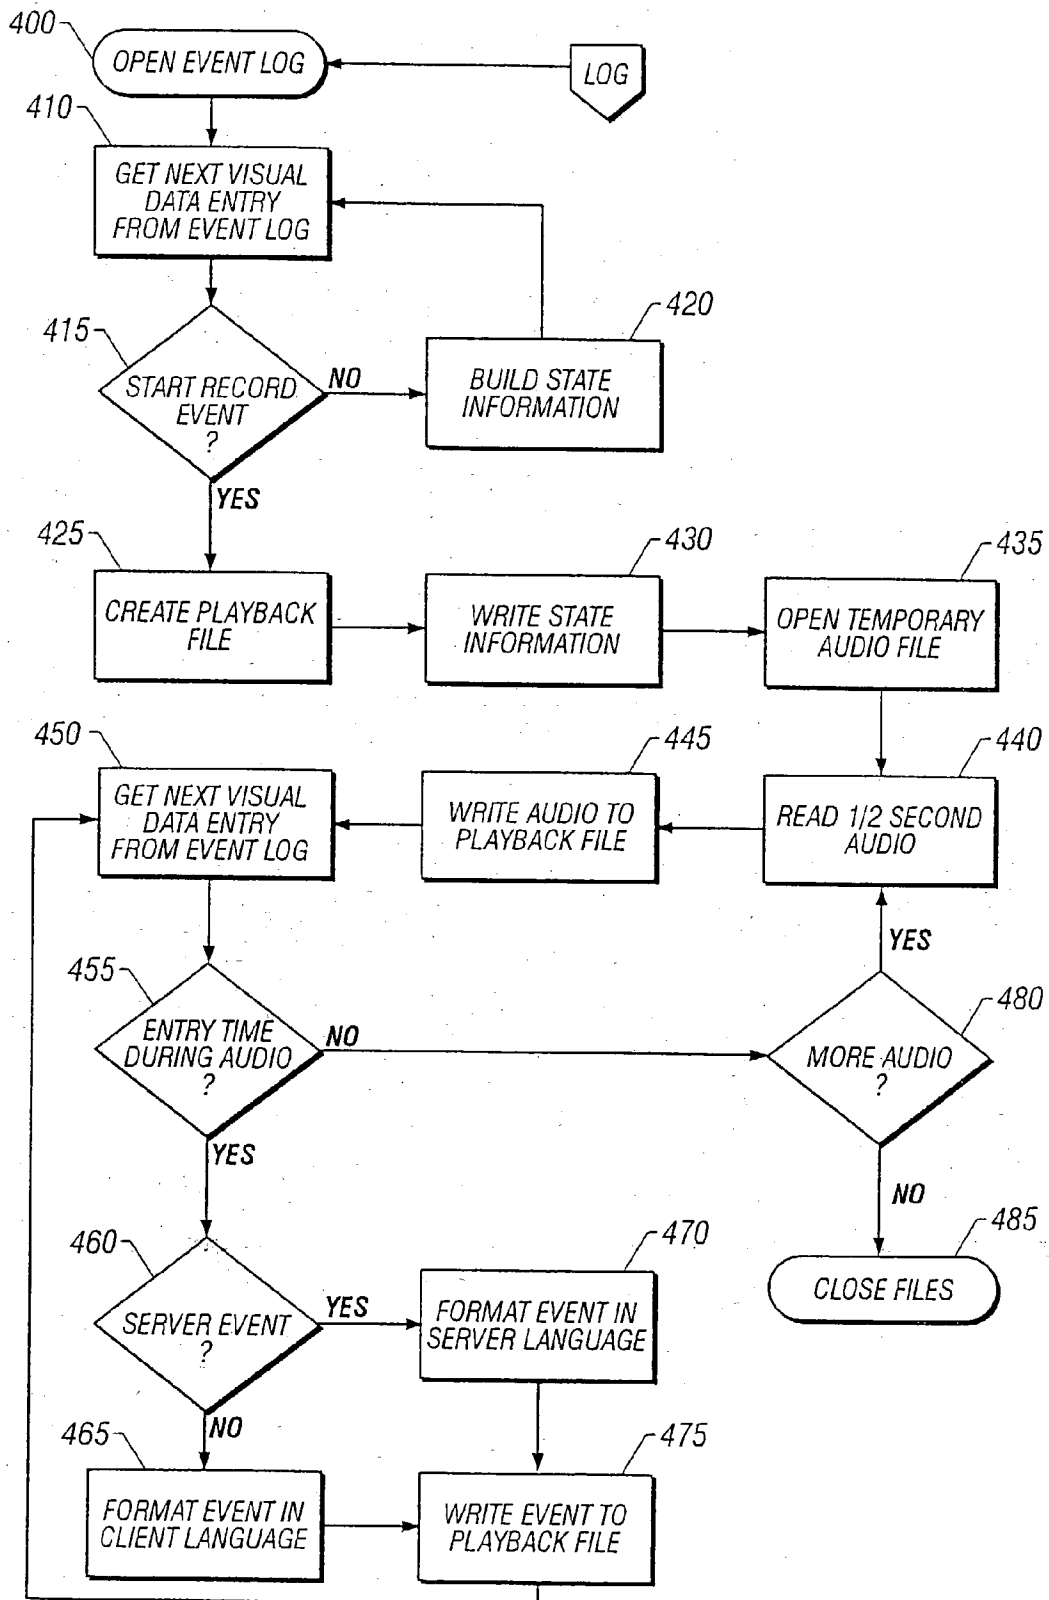 400
OPEN EVENT LOG
LOG
410
GET NEXT VISUAL
DATA ENTRY
FROM EVENT LOG
415
START RECORD
EVENT
?
NO
420
BUILD STATE
INFORMATION
YES
425
CREATE PLAYBACK
FILE
430
WRITE STATE
INFORMATION
435
OPEN TEMPORARY
AUDIO FILE
450
GET NEXT VISUAL
DATA ENTRY
FROM EVENT LOG
445
WRITE AUDIO TO
PLAYBACK FILE
440
READ 1/2 SECOND
AUDIO
YES
455
ENTRY TIME
DURING AUDIO
?
NO
480
MORE AUDIO
?
YES
NO
485
CLOSE FILES
460
SERVER EVENT
?
YES
470
FORMAT EVENT IN
SERVER LANGUAGE
NO
465
FORMAT EVENT IN
CLIENT LANGUAGE
475
WRITE EVENT TO
PLAYBACK FILE